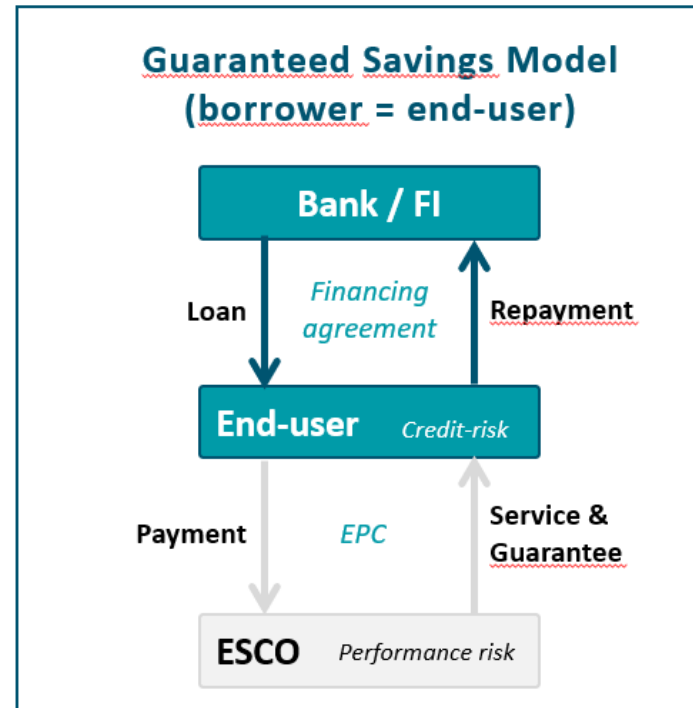 Guaranteed Savings Model
(borrower = end-user)
Bank / FI
Loan
Financing
agreement
Repayment
End-user Credit-risk
Payment
EPC
Service &
Guarantee
ESCO Performance risk